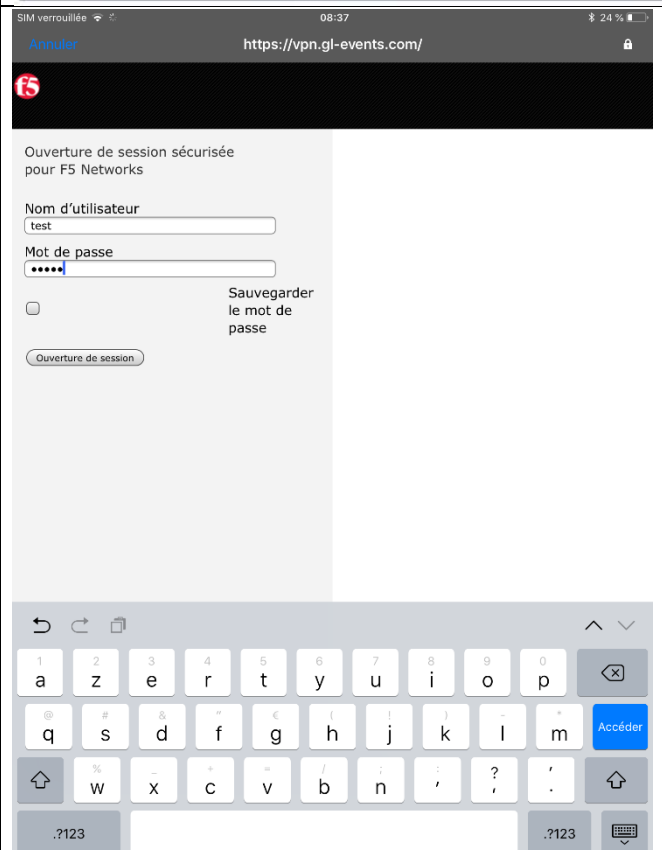 SIM verrouillée 08:37 24 %
Annuler https://vpn.gl-events.com/
f5
Ouverture de session sécurisée
pour F5 Networks
Nom d'utilisateur
test
Mot de passe
•••••
Sauvegarder
le mot de
passe
Ouverture de session
1 2 3 4 5 6 7 8 9 0
a z e r t y u i o p
@ # & " € ( ! ) - *
q s d f g h j k l m Accéder
% _ + = / ; : ? '
w x c v b n ' , .
.?123 .?123